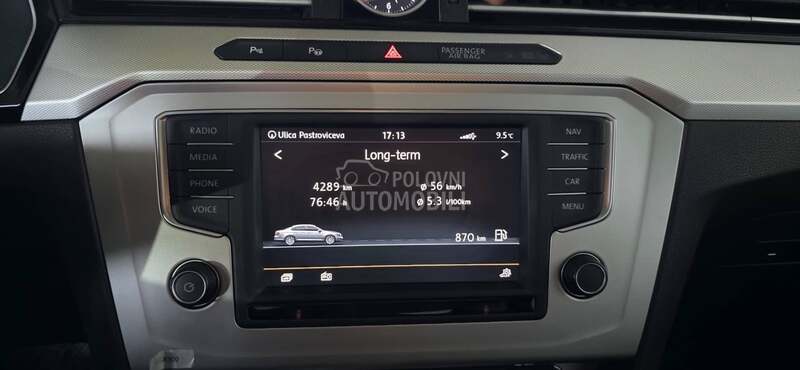 PASSENGER
AIR BAG
RADIO
MEDIA
PHONE
VOICE
Ulica Pastroviceva 17:13 9.5°C
< Long-term >
4289 km Ø 56 km/h
76:46 h Ø 5.3 l/100km
870 km
POLOVNI
AUTOMOBILI
NAV
TRAFFIC
CAR
MENU